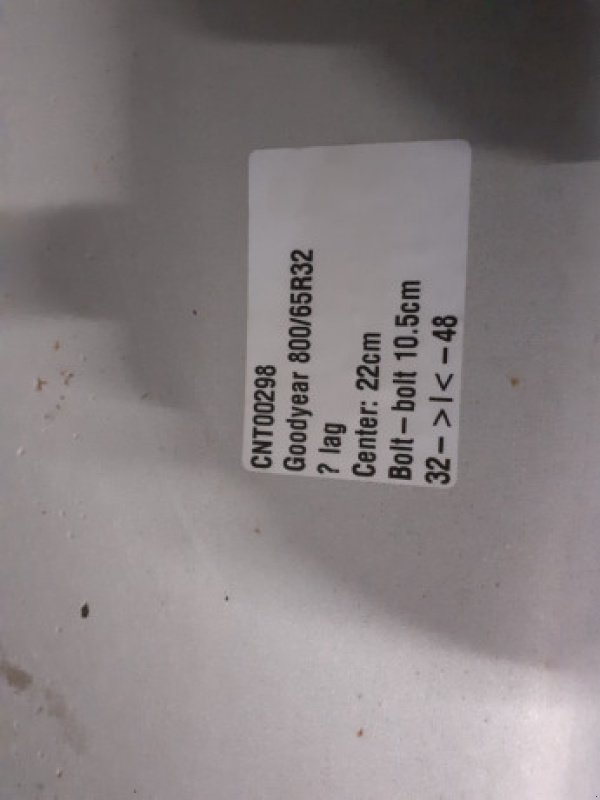 CNT00298
Goodyear 800/65R32
? lag
Center: 22cm
Bolt-bolt 10.5cm
32->|<-48